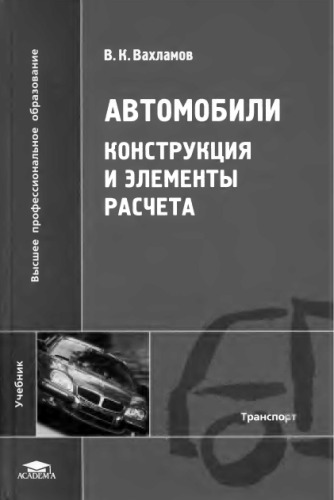 В. К. Вахламов
АВТОМОБИЛИ
КОНСТРУКЦИЯ
И ЭЛЕМЕНТЫ
РАСЧЕТА
Высшее профессиональное образование
Учебник
Транспорт
ACADEMA